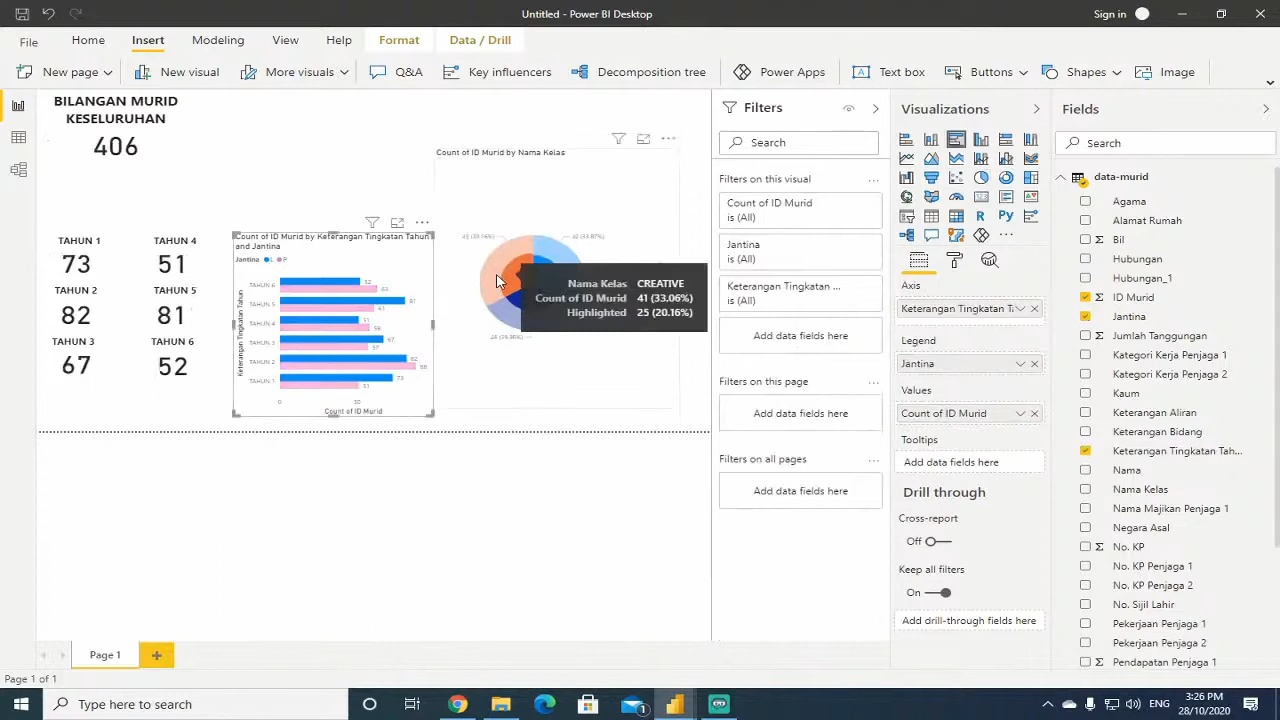 Untitled - Power BI Desktop
Sign in
File
Home
Insert
Modeling
View
Help
Format
Data / Drill
New page
New visual
More visuals
Q&A
Key influencers
Decomposition tree
Power Apps
Text box
Buttons
Shapes
Image
BILANGAN MURID
KESELURUHAN
406
TAHUN 1
73
TAHUN 2
82
TAHUN 3
67
TAHUN 4
51
TAHUN 5
81
TAHUN 6
52
Count of ID Murid by Keterangan Tingkatan Tahun
and Jantina
Jantina
L
P
Keterangan Tingkatan Tahun
TAHUN 6
TAHUN 5
TAHUN 4
TAHUN 3
TAHUN 2
TAHUN 1
52
81
51
67
82
73
51
0
Count of ID Murid
Count of ID Murid by Nama Kelas
Nama Kelas CREATIVE
Count of ID Murid 41 (33.06%)
Highlighted 25 (20.16%)
Filters
Search
Filters on this visual
Count of ID Murid
is (All)
Jantina
is (All)
Keterangan Tingkatan ...
is (All)
Add data fields here
Filters on this page
Add data fields here
Filters on all pages
Add data fields here
Visualizations
R
Py
Axis
Keterangan Tingkatan T
Legend
Jantina
Values
Count of ID Murid
Tooltips
Add data fields here
Drill through
Cross-report
Off
Keep all filters
On
Add drill-through fields here
Fields
Search
data-murid
Agama
Alamat Rumah
Σ Bil
Hubungan
Hubungan_1
Σ ID Murid
Jantina
Σ Jumlah Tanggungan
Kategori Kerja Penjaga 1
Kategori Kerja Penjaga 2
Kaum
Keterangan Aliran
Keterangan Bidang
Keterangan Tingkatan Tah...
Nama
Nama Kelas
Nama Majikan Penjaga 1
Negara Asal
Σ No. KP
No. KP Penjaga 1
No. KP Penjaga 2
No. Sijil Lahir
Pekerjaan Penjaga 1
Pekerjaan Penjaga 2
Σ Pendapatan Penjaga 1
Page 1
Page 1 of 1
Type here to search
1
3:26 PM
28/10/2020